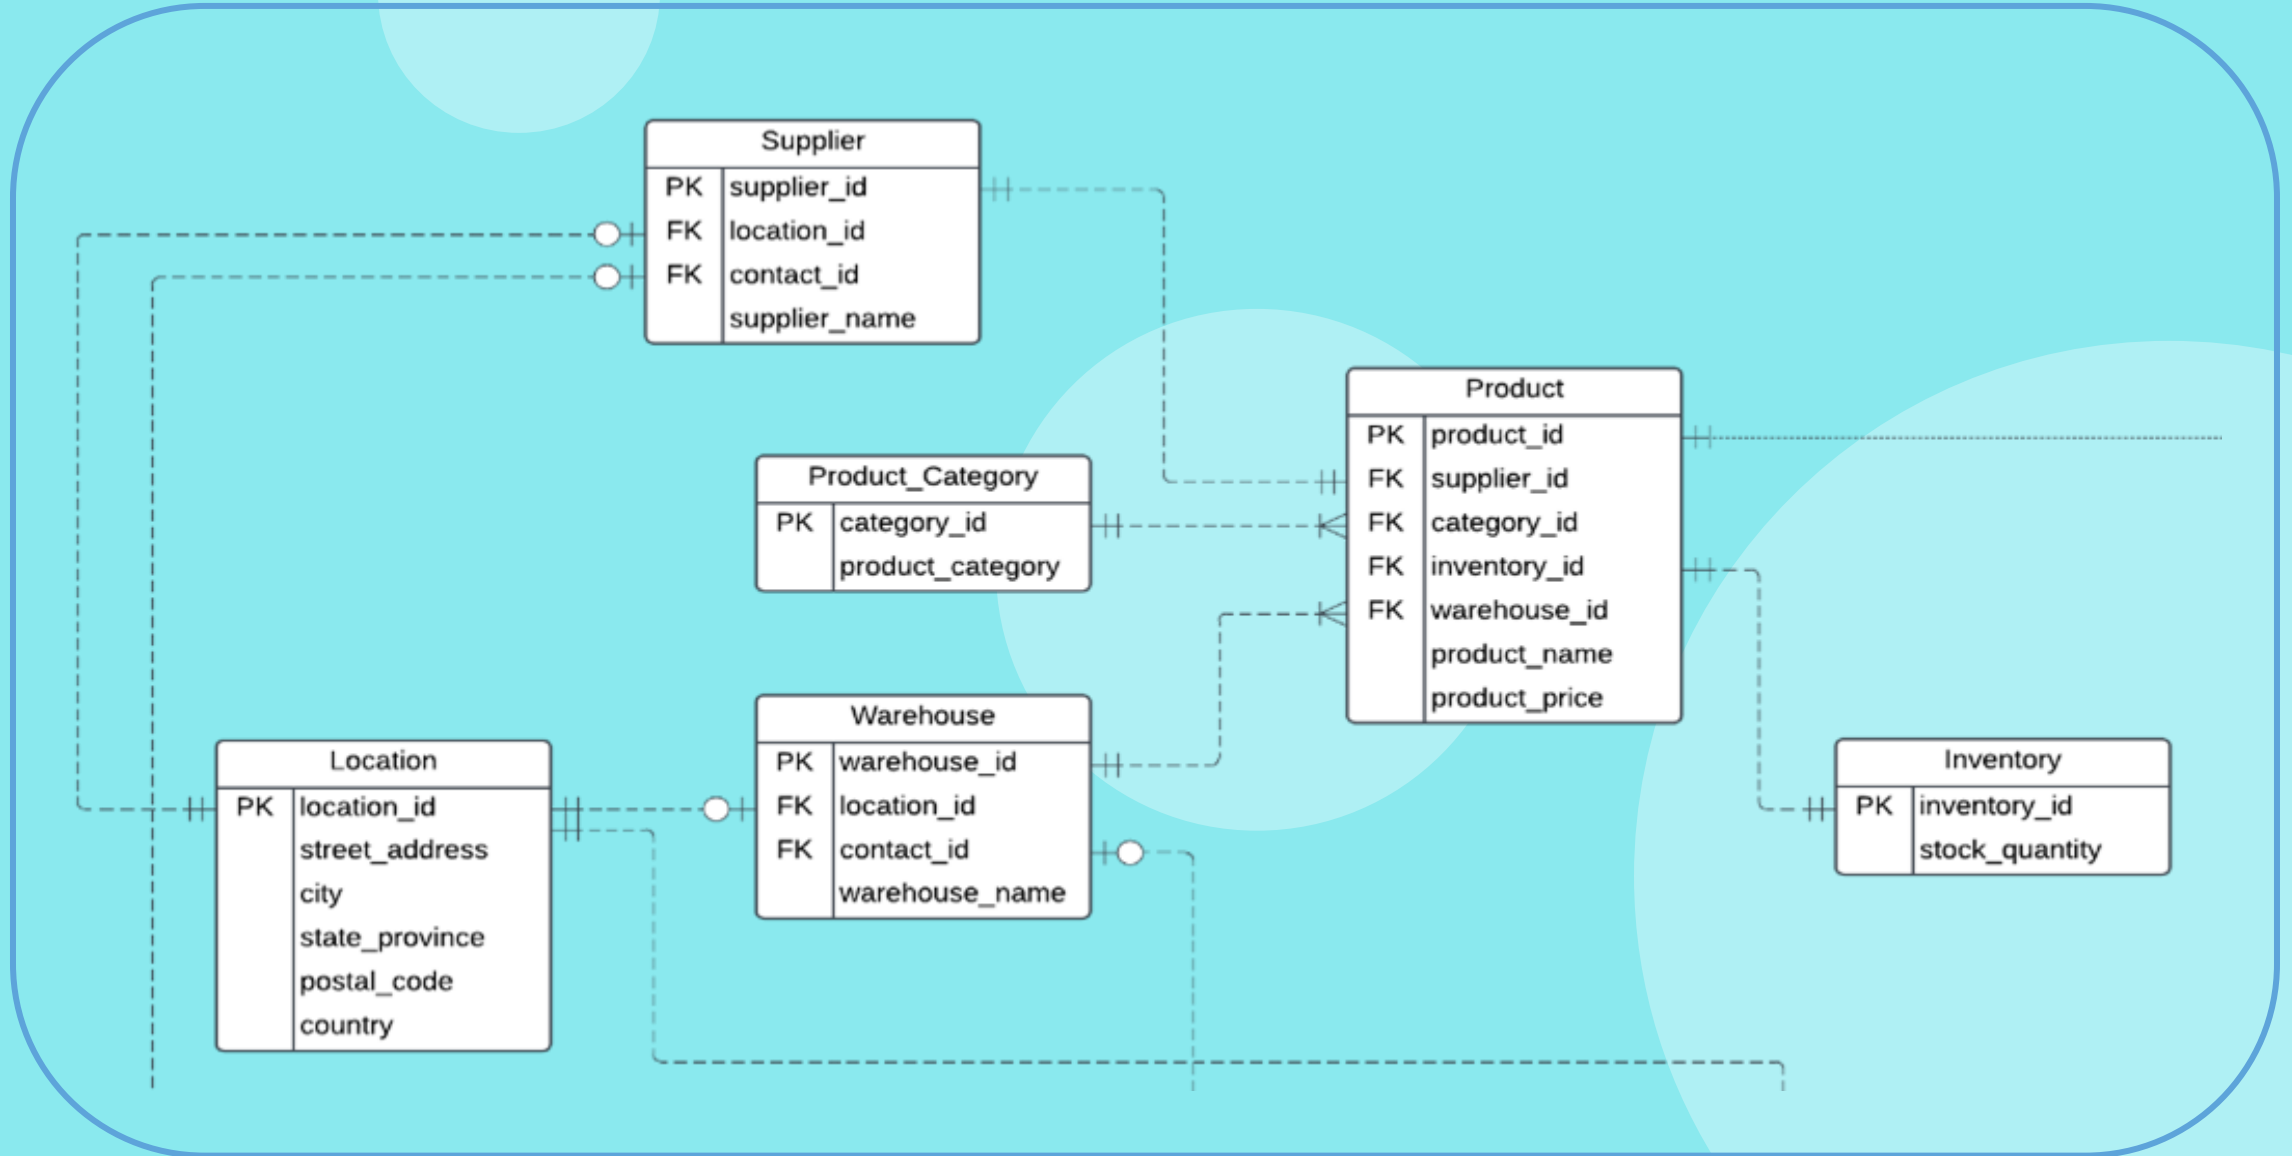 Supplier
PK supplier_id
FK location_id
FK contact_id
supplier_name
Product
PK product_id
FK supplier_id
FK category_id
FK inventory_id
FK warehouse_id
product_name
product_price
Product_Category
PK category_id
product_category
Warehouse
PK warehouse_id
FK location_id
FK contact_id
warehouse_name
Location
PK location_id
street_address
city
state_province
postal_code
country
Inventory
PK inventory_id
stock_quantity